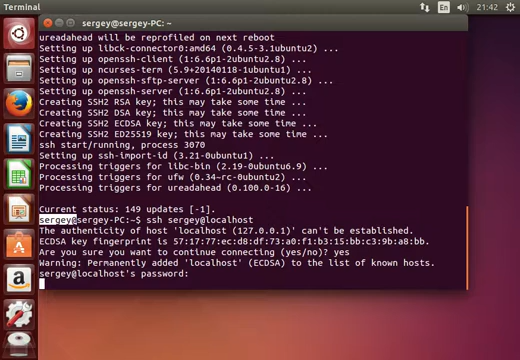 Terminal
En
21:42
sergey@sergey-PC: ~
ureadahead will be reprofiled on next reboot
Setting up libck-connector0:amd64 (0.4.5-3.1ubuntu2) ...
Setting up openssh-client (1:6.6p1-2ubuntu2.8) ...
Setting up ncurses-term (5.9+20140118-1ubuntu1) ...
Setting up openssh-sftp-server (1:6.6p1-2ubuntu2.8) ...
Setting up openssh-server (1:6.6p1-2ubuntu2.8) ...
Creating SSH2 RSA key; this may take some time ...
Creating SSH2 DSA key; this may take some time ...
Creating SSH2 ECDSA key; this may take some time ...
Creating SSH2 ED25519 key; this may take some time ...
ssh start/running, process 3070
Setting up ssh-import-id (3.21-0ubuntu1) ...
Processing triggers for libc-bin (2.19-0ubuntu6.9) ...
Processing triggers for ufw (0.34~rc-0ubuntu2) ...
Processing triggers for ureadahead (0.100.0-16) ...
Current status: 149 updates [-1].
sergey@sergey-PC:~$ ssh sergey@localhost
The authenticity of host 'localhost (127.0.0.1)' can't be established.
ECDSA key fingerprint is 57:17:77:ec:d8:df:73:a0:f1:b3:15:bb:c3:9b:a8:bb.
Are you sure you want to continue connecting (yes/no)? yes
Warning: Permanently added 'localhost' (ECDSA) to the list of known hosts.
sergey@localhost's password: